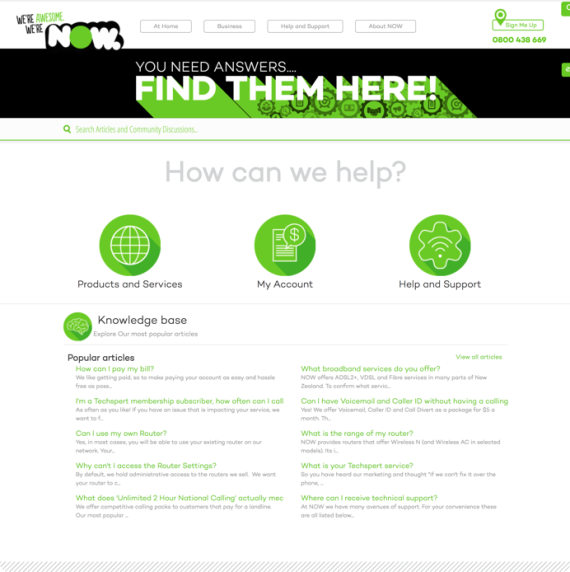 WE'RE AWESOME
WE'RE NOW.
At Home
Business
Help and Support
About NOW
Sign Me Up
0800 438 669
YOU NEED ANSWERS....
FIND THEM HERE!
Search Articles and Community Discussions..
How can we help?
Products and Services
My Account
Help and Support
Knowledge base
Explore Our most popular articles
Popular articles
View all articles
How can I pay my bill?
We like getting paid, so to make paying your account as easy and hassle
free as poss..
I'm a Techspert membership subscriber, how often can I call
As often as you like! If you have an issue that is impacting your service, we
want to f...
Can I use my own Router?
Yes, in most cases, you will be able to use your existing router on our
network. Your...
Why can't I access the Router Settings?
By default, we hold administrative access to the routers we sell. We want
your router to c...
What does 'Unlimited 2 Hour National Calling' actually mec
We offer competitive calling packs to customers that pay for a landline.
Our most popular ...
What broadband services do you offer?
NOW offers ADSL2+, VDSL and Fibre services in many parts of New
Zealand. To confirm what servic...
Can I have Voicemail and Caller ID without having a calling
Yes! We offer Voicemail, Caller ID and Call Divert as a package for $5 a
month. Th...
What is the range of my router?
NOW provides routers that offer Wireless N (and Wireless AC in selected
models). Its i...
What is your Techspert service?
So you have heard our marketing and thought "if we can't fix it over the
phone, ...
Where can I receive technical support?
At NOW we have many avenues of support. For your convenience these
are all listed below...